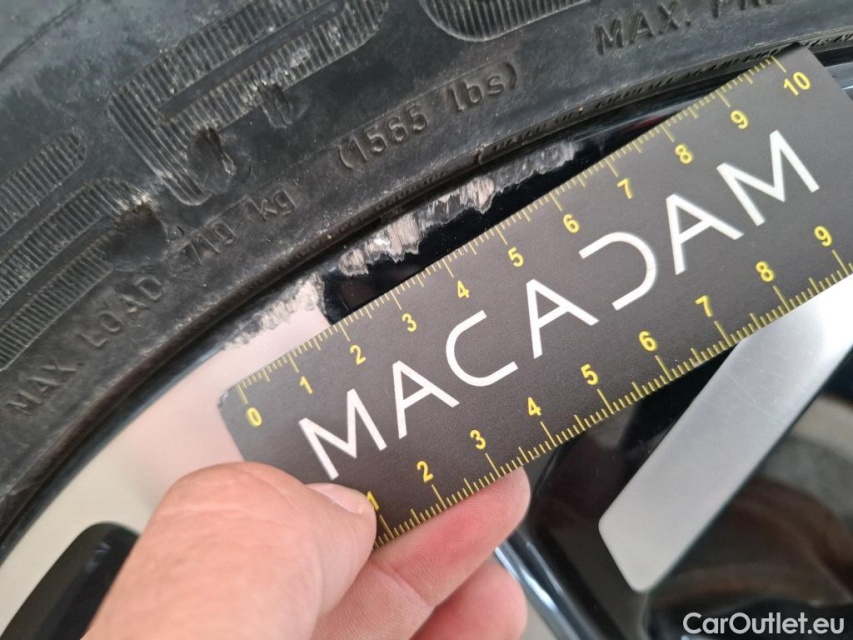 MAX. LOAD 710 kg (1565 lbs)
MAX.
0 1 2 3 4 5 6 7 8 9 10
MACADAM
1 2 3 4 5 6 7 8 9
CarOutlet.eu